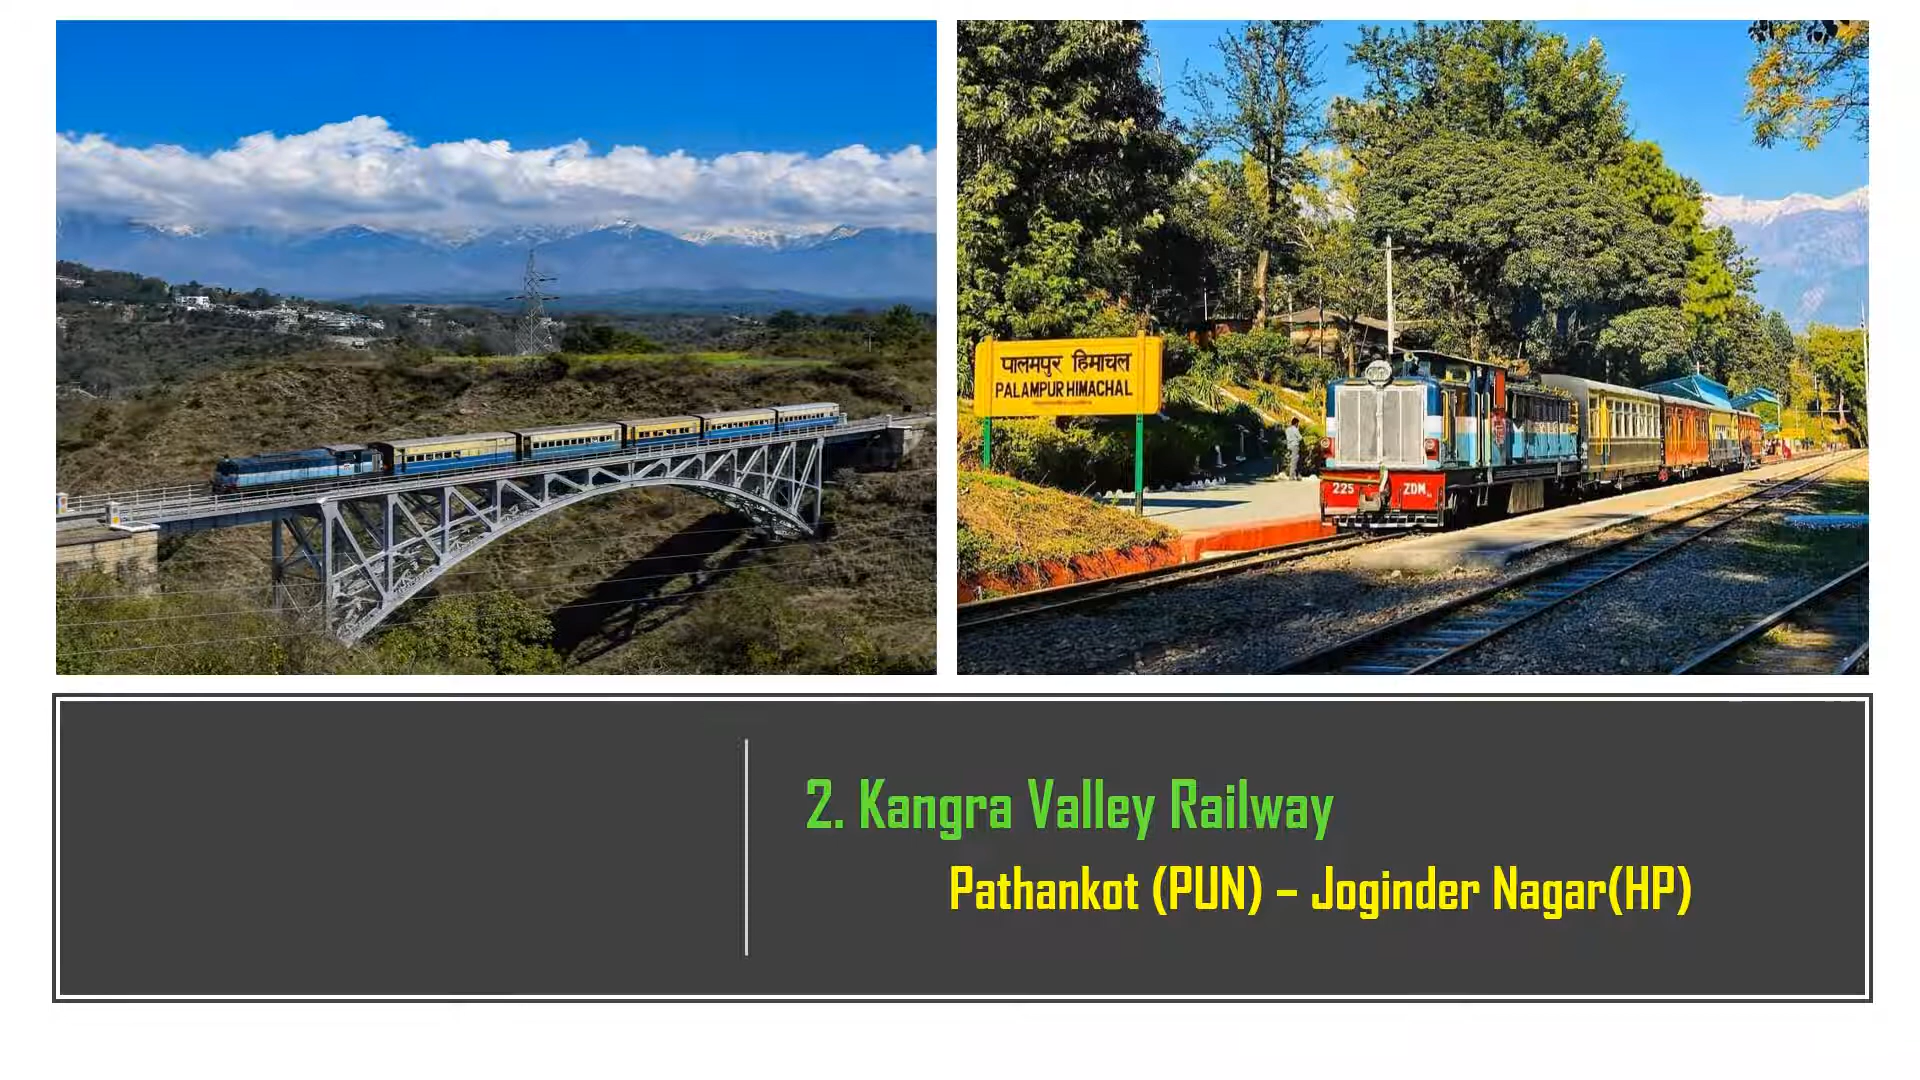 पालमपुर हिमाचल
PALAMPUR HIMACHAL
225 ZDM
2. Kangra Valley Railway
Pathankot (PUN) – Joginder Nagar(HP)